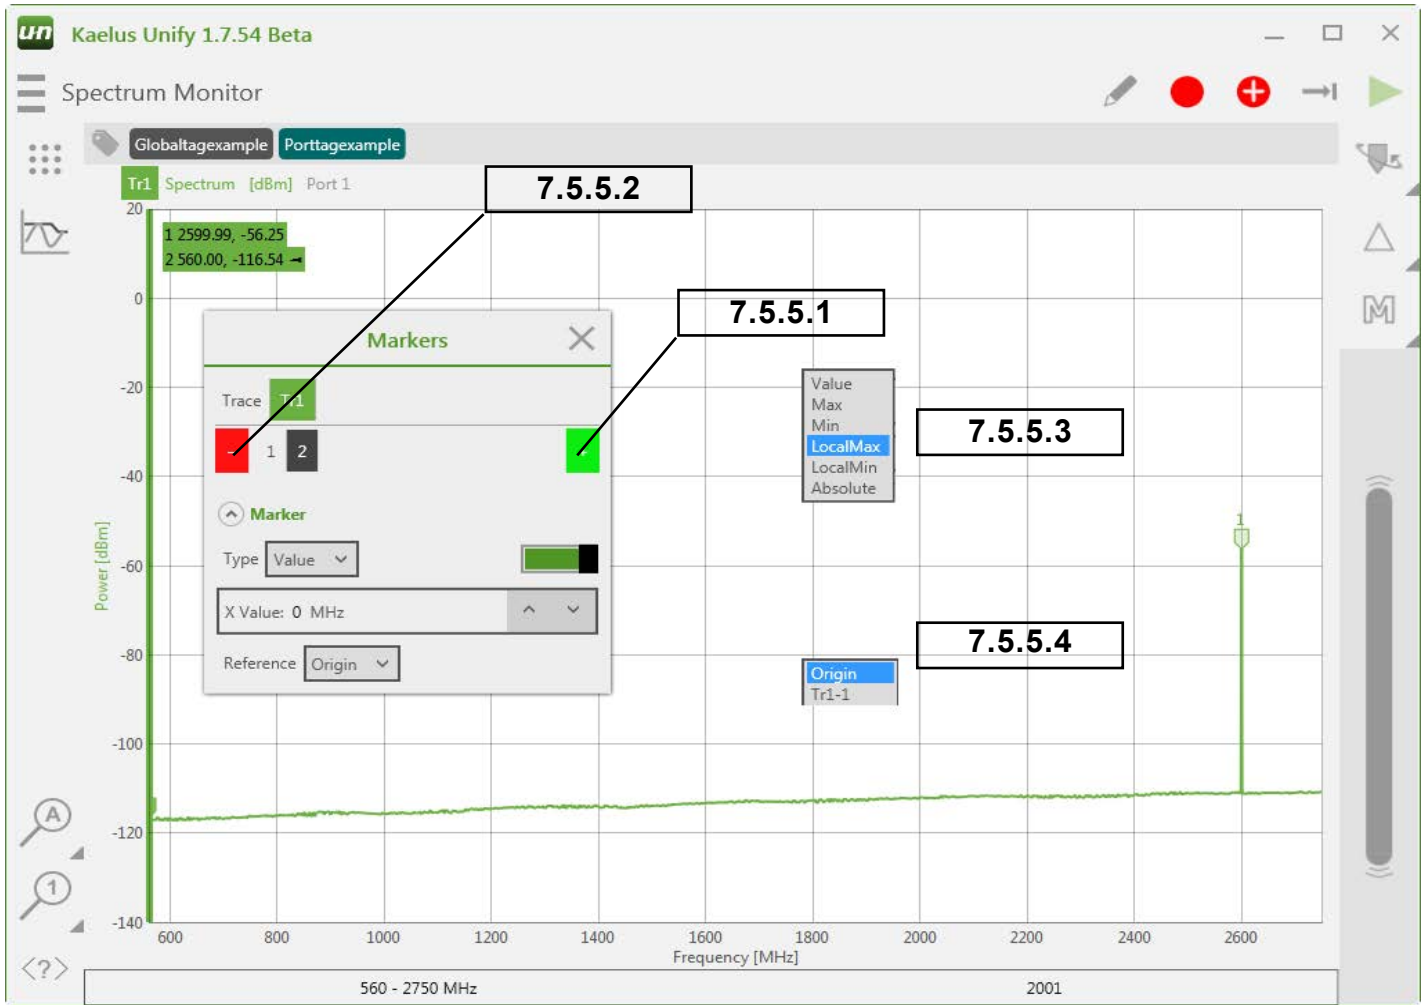 un Kaelus Unify 1.7.54 Beta
Spectrum Monitor
Globaltagexample Porttagexample
Tr1 Spectrum [dBm] Port 1
7.5.5.2
20
1 2599.99, -56.25
2 560.00, -116.54
0
7.5.5.1
M
Markers
-20
Value
Max
Min
LocalMax
LocalMin
Absolute
Trace Tr1
7.5.5.3
- 1 2 +
-40
Marker
1
Power [dBm]
Type Value
-60
X Value: 0 MHz
7.5.5.4
-80
Reference Origin
Origin
Tr1-1
-100
A
-120
1
-140
600 800 1000 1200 1400 1600 1800 2000 2200 2400 2600
Frequency [MHz]
<?>
560 - 2750 MHz 2001